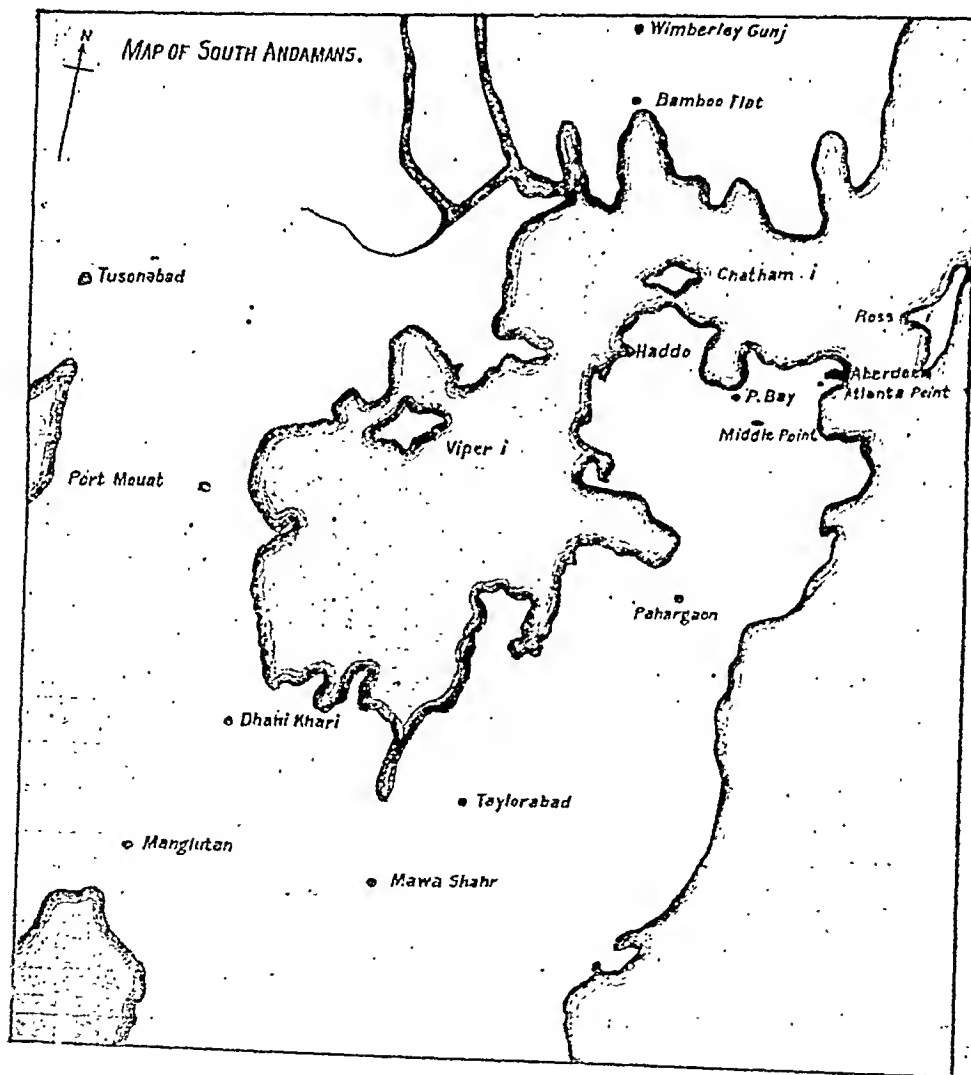 N
MAP OF SOUTH ANDAMANS.
Wimberley Gunj
Bamboo Flat
Tusonabad
Chatham . i
Ross i
Haddo
Aberdeen
P. Bay
Atlanta Point
Middle Point
Viper i
Port Mouat
Pahargaon
Dhani Khari
Taylorabad
Manglutan
Mawa Shahr